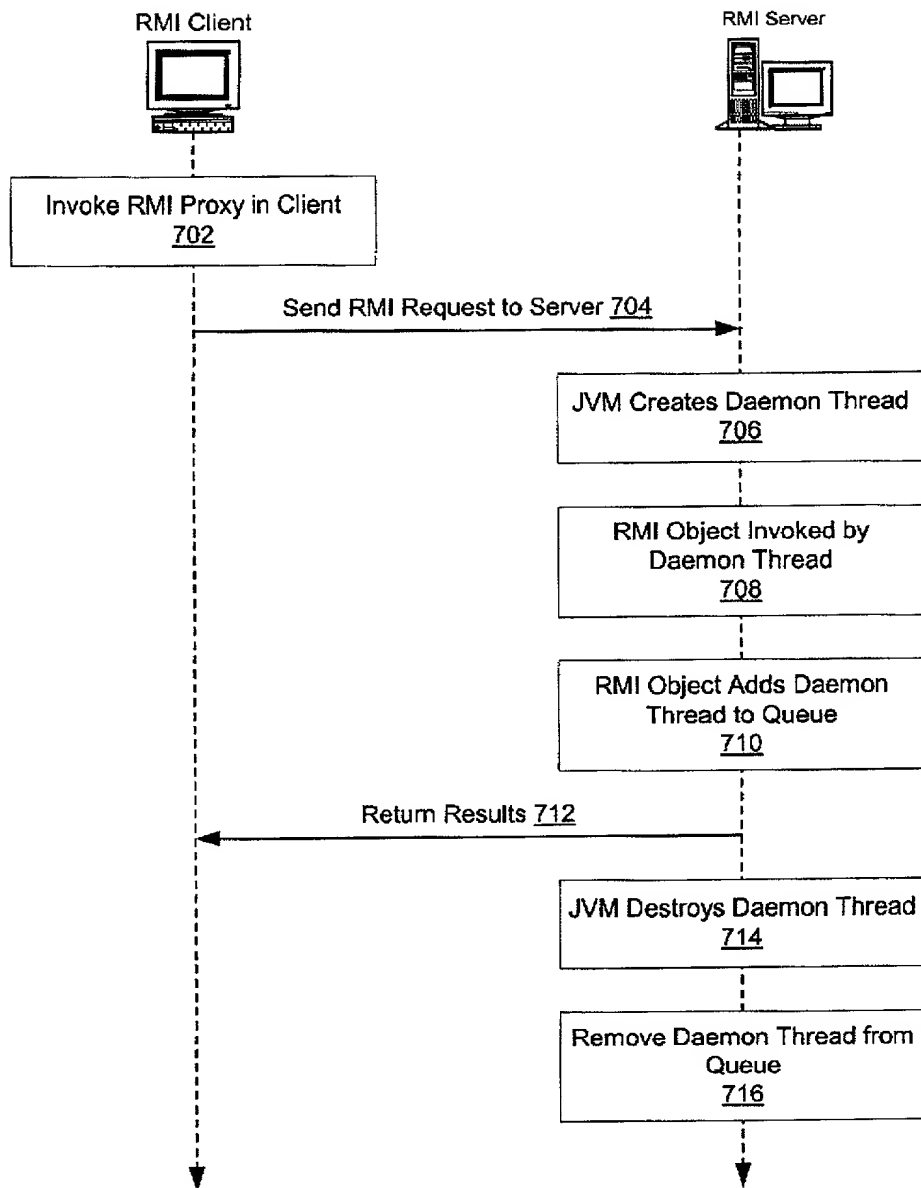 RMI Client
RMI Server
Invoke RMI Proxy in Client
702
Send RMI Request to Server 704
JVM Creates Daemon Thread
706
RMI Object Invoked by
Daemon Thread
708
RMI Object Adds Daemon
Thread to Queue
710
Return Results 712
JVM Destroys Daemon Thread
714
Remove Daemon Thread from
Queue
716